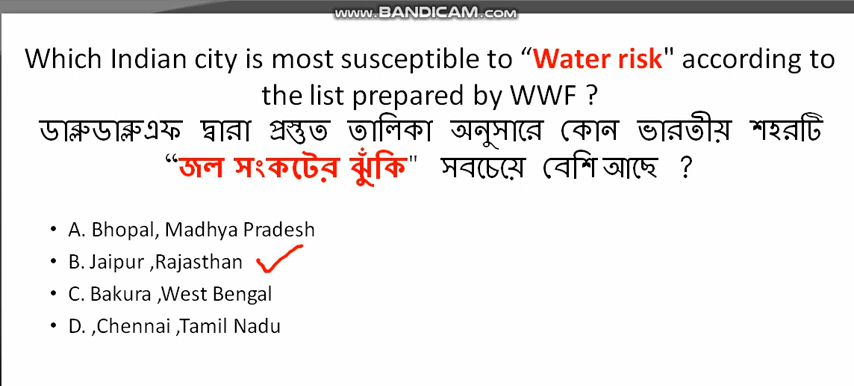 www.BANDICAM.com
Which Indian city is most susceptible to “Water risk" according to
the list prepared by WWF ?
ডাব্লুডাব্লুএফ দ্বারা প্রস্তুত তালিকা অনুসারে কোন ভারতীয় শহরটি
“জল সংকটের ঝুঁকি" সবচেয়ে বেশি আছে ?
• A. Bhopal, Madhya Pradesh
• B. Jaipur ,Rajasthan
• C. Bakura ,West Bengal
• D. ,Chennai ,Tamil Nadu